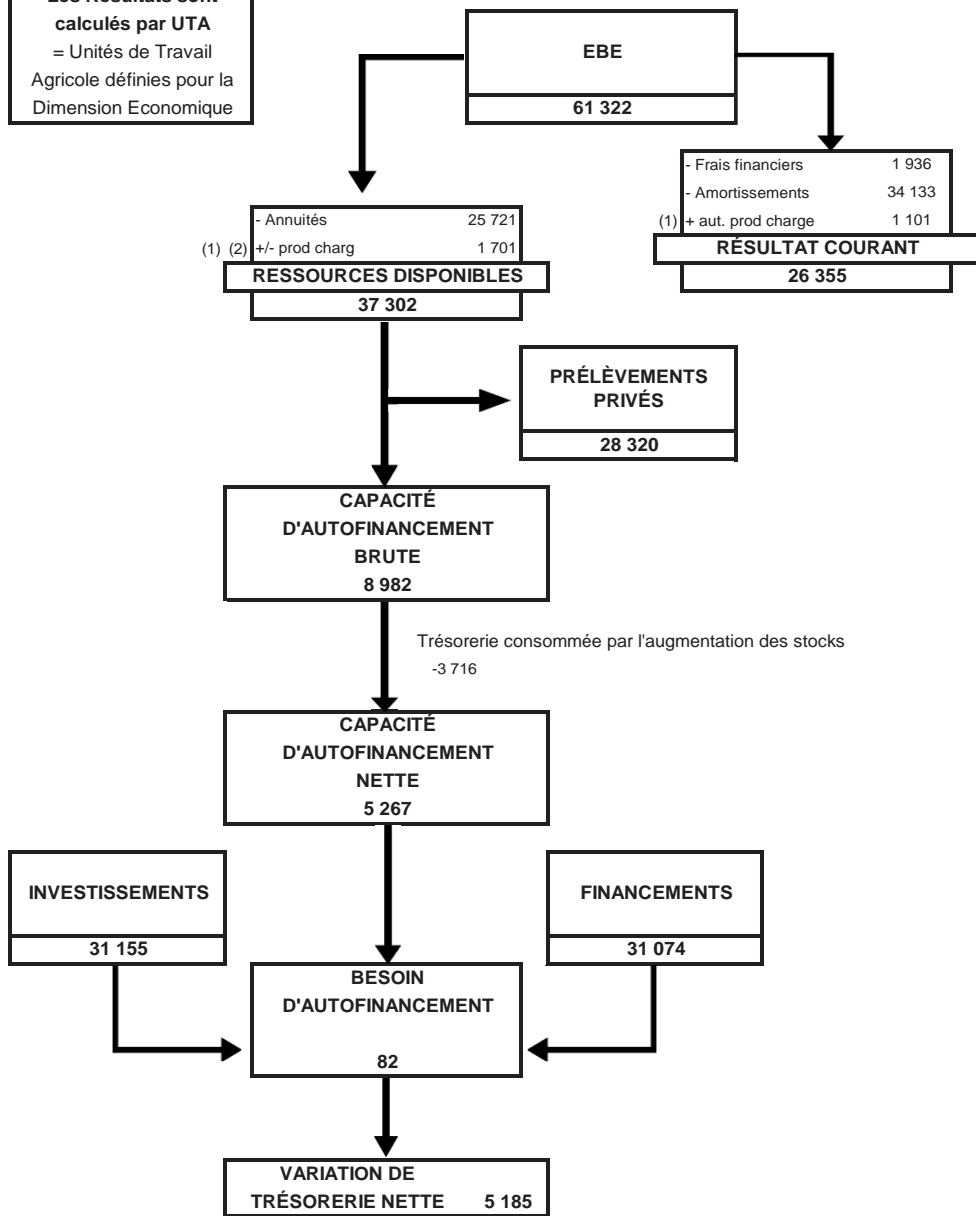 Les Résultats sont
calculés par UTA
= Unités de Travail
Agricole définies pour la
Dimension Economique
EBE
61 322
- Frais financiers 1 936
- Amortissements 34 133
(1) + aut. prod charge 1 101
RÉSULTAT COURANT
26 355
- Annuités 25 721
(1) (2) +/- prod charg 1 701
RESSOURCES DISPONIBLES
37 302
PRÉLÈVEMENTS
PRIVÉS
28 320
CAPACITÉ
D'AUTOFINANCEMENT
BRUTE
8 982
Trésorerie consommée par l'augmentation des stocks
-3 716
CAPACITÉ
D'AUTOFINANCEMENT
NETTE
5 267
INVESTISSEMENTS
31 155
FINANCEMENTS
31 074
BESOIN
D'AUTOFINANCEMENT
82
VARIATION DE
TRÉSORERIE NETTE 5 185